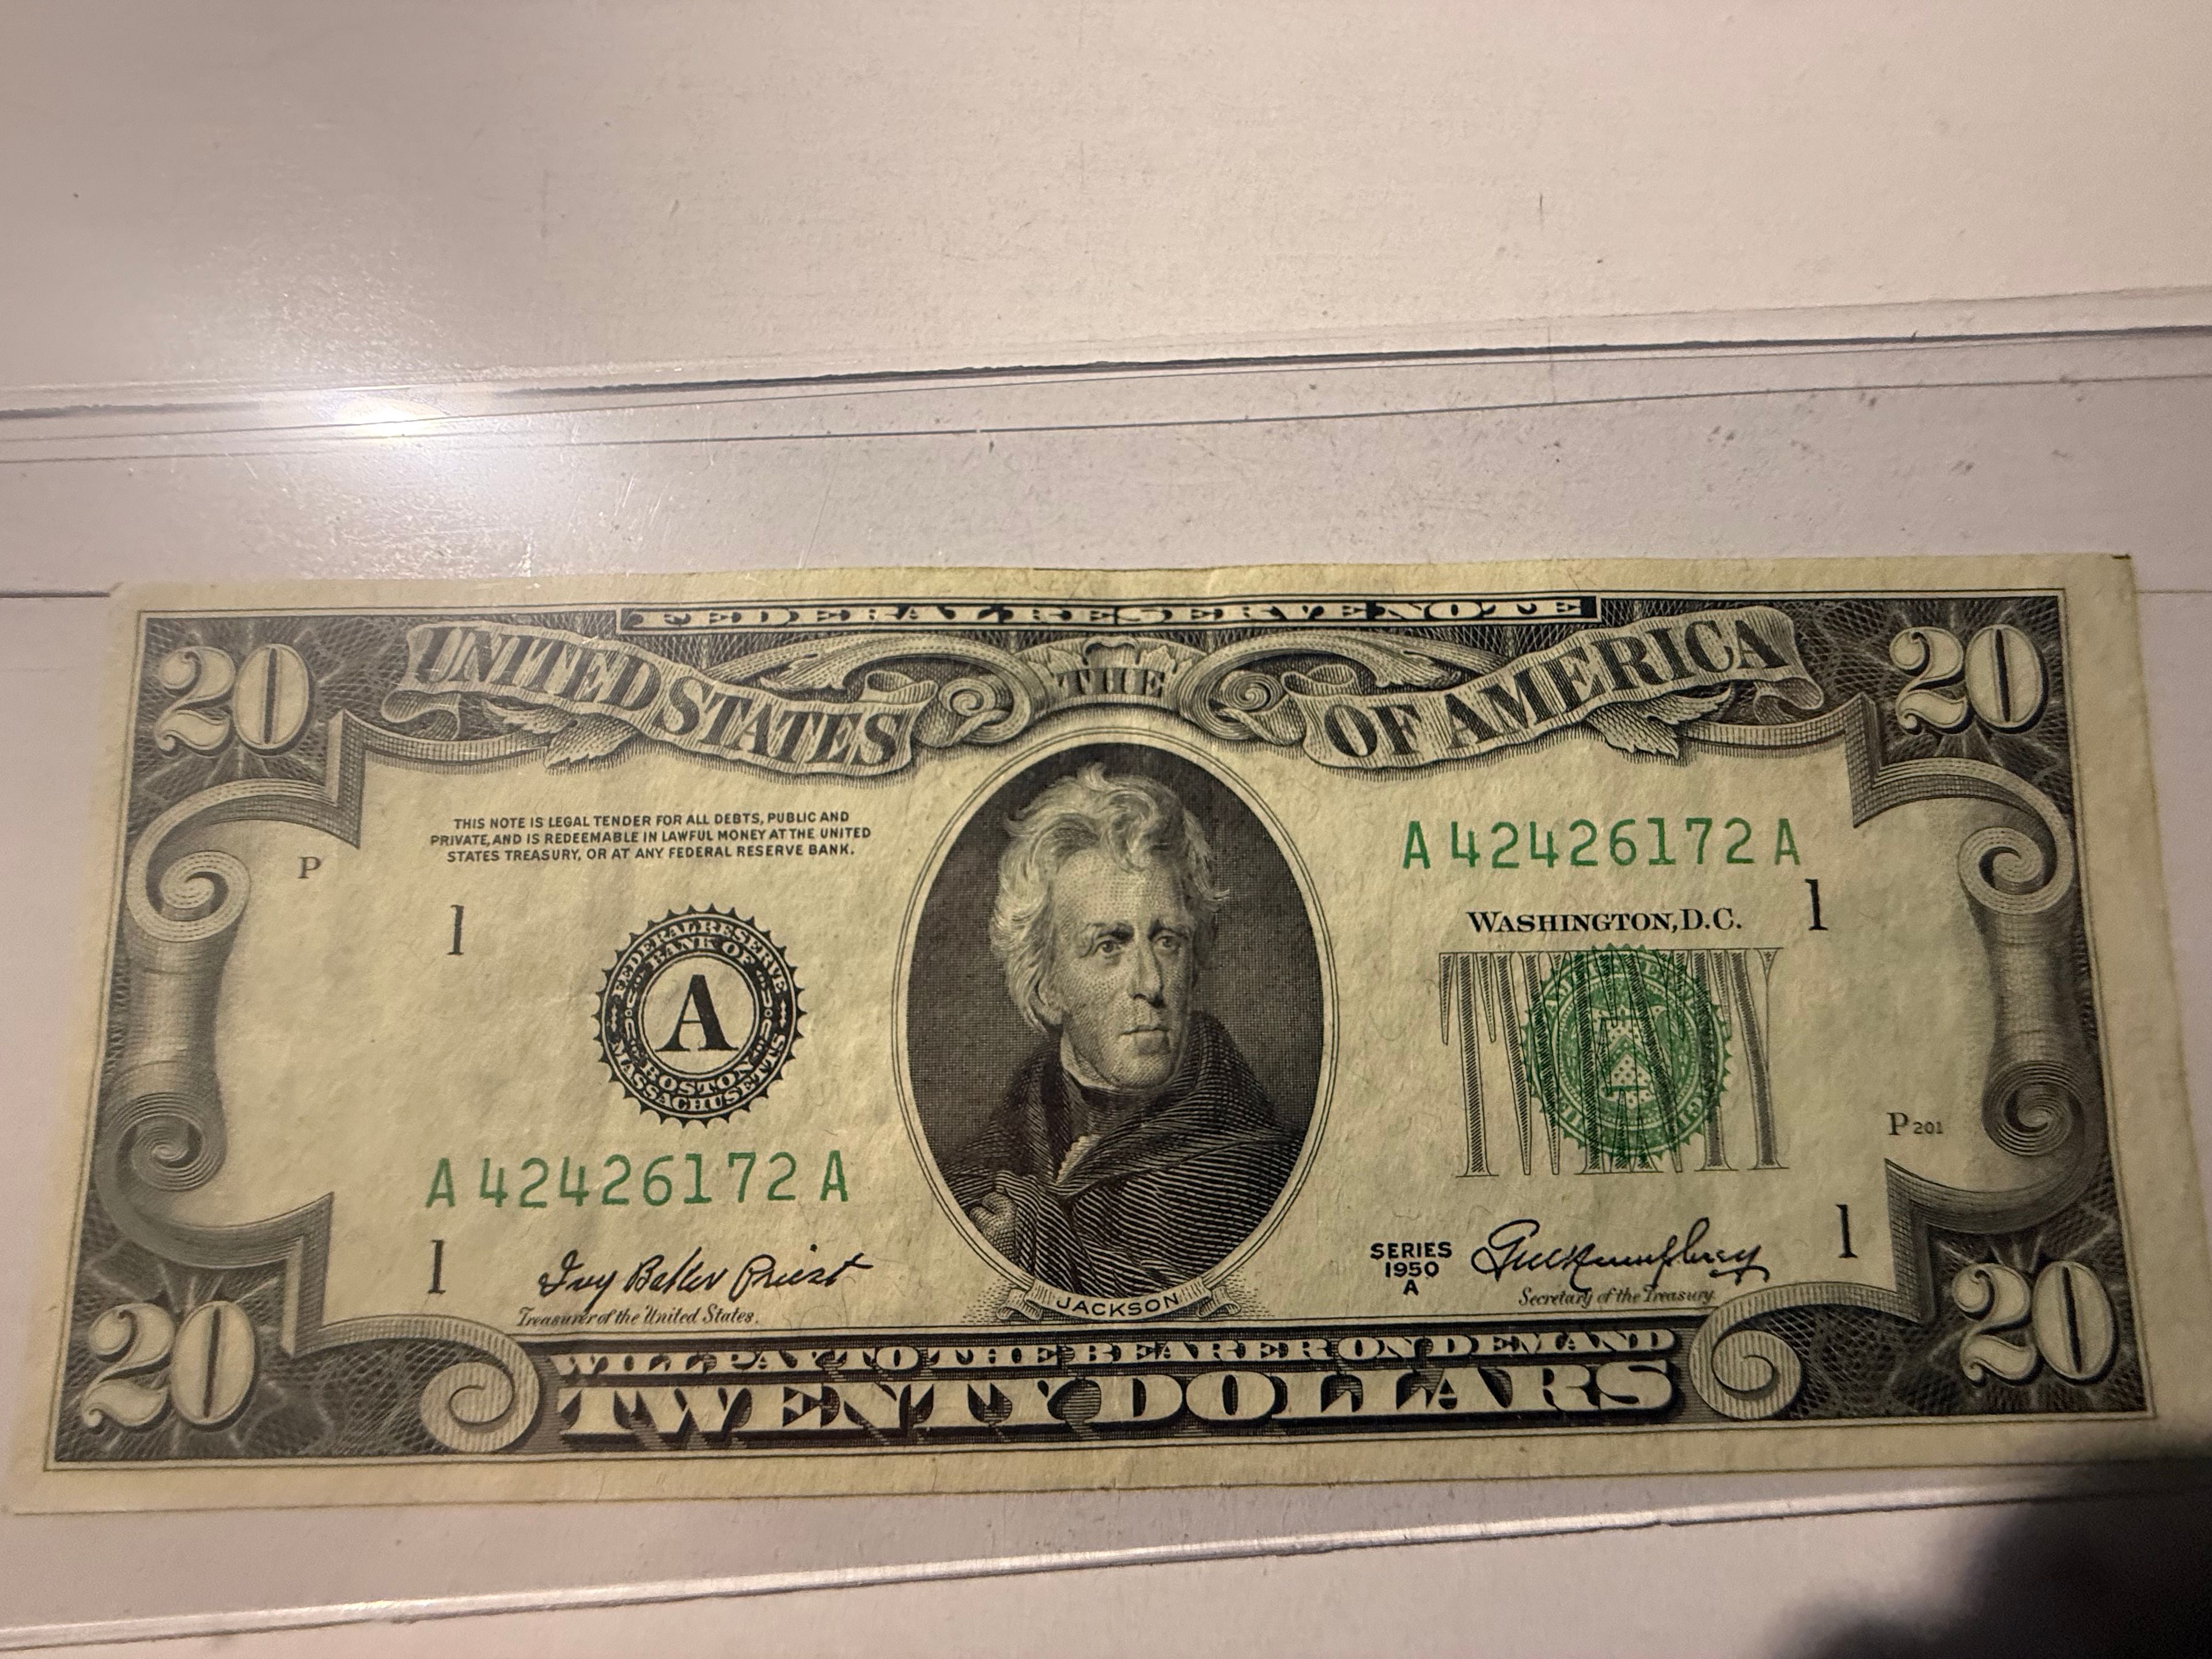 FEDERAL RESERVE NOTE
UNITED STATES
THE
OF AMERICA
20
20
THIS NOTE IS LEGAL TENDER FOR ALL DEBTS, PUBLIC AND
PRIVATE, AND IS REDEEMABLE IN LAWFUL MONEY AT THE UNITED
STATES TREASURY, OR AT ANY FEDERAL RESERVE BANK.
P
A 42426172 A
1
WASHINGTON, D.C.
1
FEDERAL RESERVE
BANK OF
A
BOSTON
MASSACHUSETTS
TWENTY
P 201
A 42426172 A
1
Ivy Baker Priest
Treasurer of the United States.
SERIES
1950
A
G M Humphrey
Secretary of the Treasury.
1
JACKSON
20
20
WILL PAY TO THE BEARER ON DEMAND
TWENTY DOLLARS